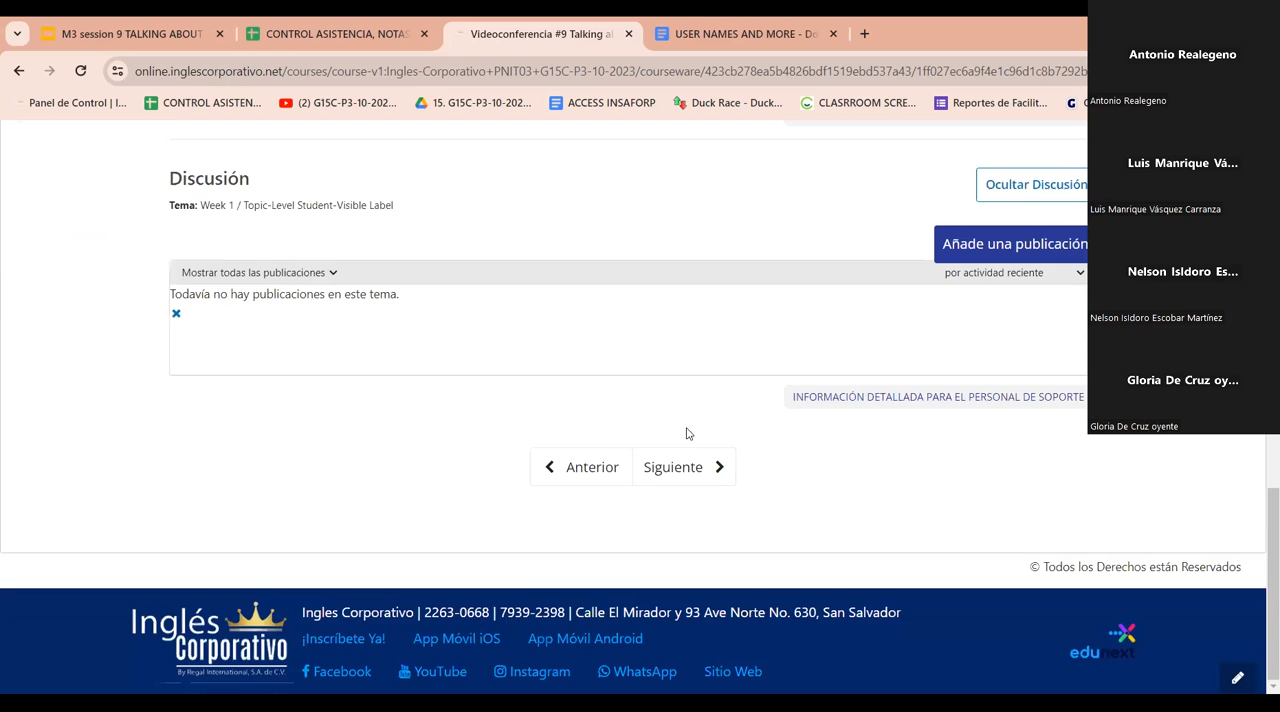 M3 session 9 TALKING ABOUT
CONTROL ASISTENCIA, NOTAS
Videoconferencia #9 Talking al
USER NAMES AND MORE - Do
online.inglescorporativo.net/courses/course-v1:Ingles-Corporativo+PNIT03+G15C-P3-10-2023/courseware/423cb278ea5b4826bdf1519ebd537a43/1ff027ec6a9f4e1c96d1c8b7292b
Panel de Control | I...
CONTROL ASISTEN...
(2) G15C-P3-10-202...
15. G15C-P3-10-202...
ACCESS INSAFORP
Duck Race - Duck...
CLASRROOM SCRE...
Reportes de Facilit...
Discusión
Ocultar Discusión
Tema: Week 1 / Topic-Level Student-Visible Label
Añade una publicación
Mostrar todas las publicaciones
por actividad reciente
Todavía no hay publicaciones en este tema.
INFORMACIÓN DETALLADA PARA EL PERSONAL DE SOPORTE
Anterior
Siguiente
© Todos los Derechos están Reservados
Inglés
Corporativo
By Regal International, S.A. de C.V.
Ingles Corporativo | 2263-0668 | 7939-2398 | Calle El Mirador y 93 Ave Norte No. 630, San Salvador
¡Inscríbete Ya!
App Móvil iOS
App Móvil Android
Facebook
YouTube
Instagram
WhatsApp
Sitio Web
edunext
Antonio Realegeno
Antonio Realegeno
Luis Manrique Vá...
Luis Manrique Vásquez Carranza
Nelson IsIdoro Es...
Nelson IsIdoro Escobar Martínez
Gloria De Cruz oy...
Gloria De Cruz oyente